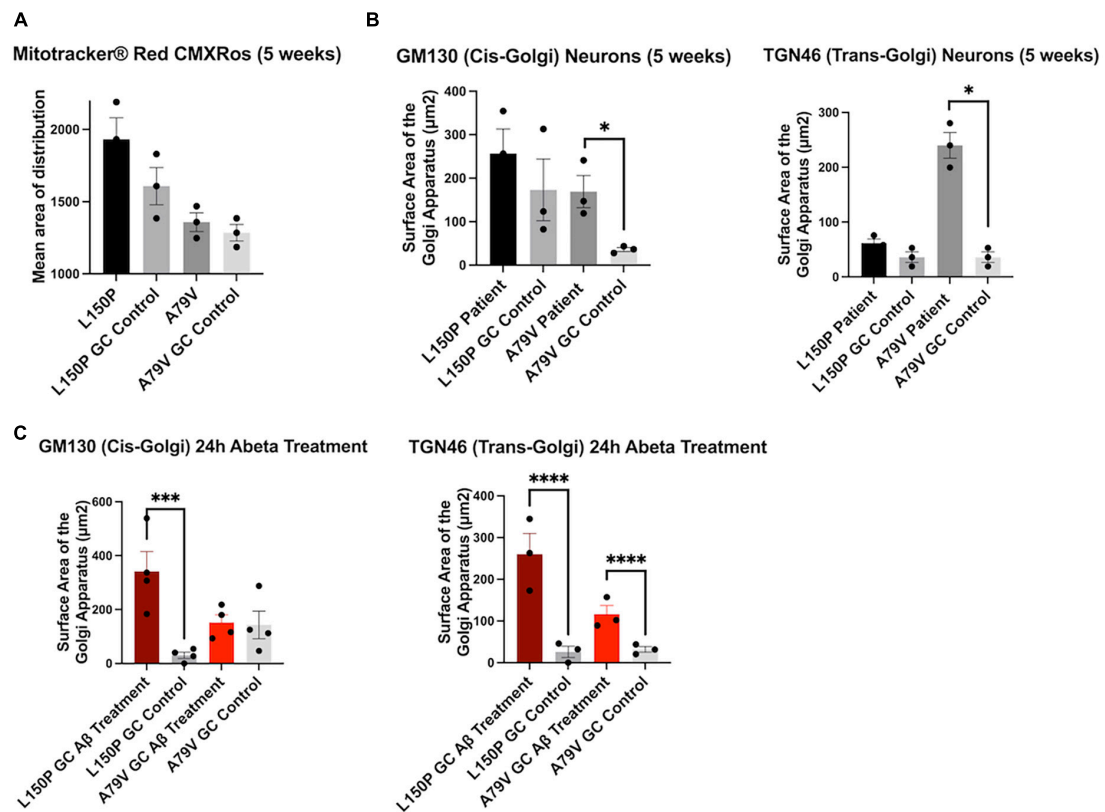 A
Mitotracker® Red CMXRos (5 weeks)
Mean area of distribution
2000
1500
1000
L150P
L150P GC Control
A79V
A79V GC Control
B
GM130 (Cis-Golgi) Neurons (5 weeks)
Surface Area of the
Golgi Apparatus (µm2)
400
300
200
100
0
*
L150P Patient
L150P GC Control
A79V Patient
A79V GC Control
TGN46 (Trans-Golgi) Neurons (5 weeks)
Surface Area of the
Golgi Apparatus (µm2)
300
200
100
0
*
L150P Patient
L150P GC Control
A79V Patient
A79V GC Control
C
GM130 (Cis-Golgi) 24h Abeta Treatment
Surface Area of the
Golgi Apparatus (µm2)
600
400
200
0
***
L150P GC Aβ Treatment
L150P GC Control
A79V GC Aβ Treatment
A79V GC Control
TGN46 (Trans-Golgi) 24h Abeta Treatment
Surface Area of the
Golgi Apparatus (µm2)
400
300
200
100
0
****
****
L150P GC Aβ Treatment
L150P GC Control
A79V GC Aβ Treatment
A79V GC Control